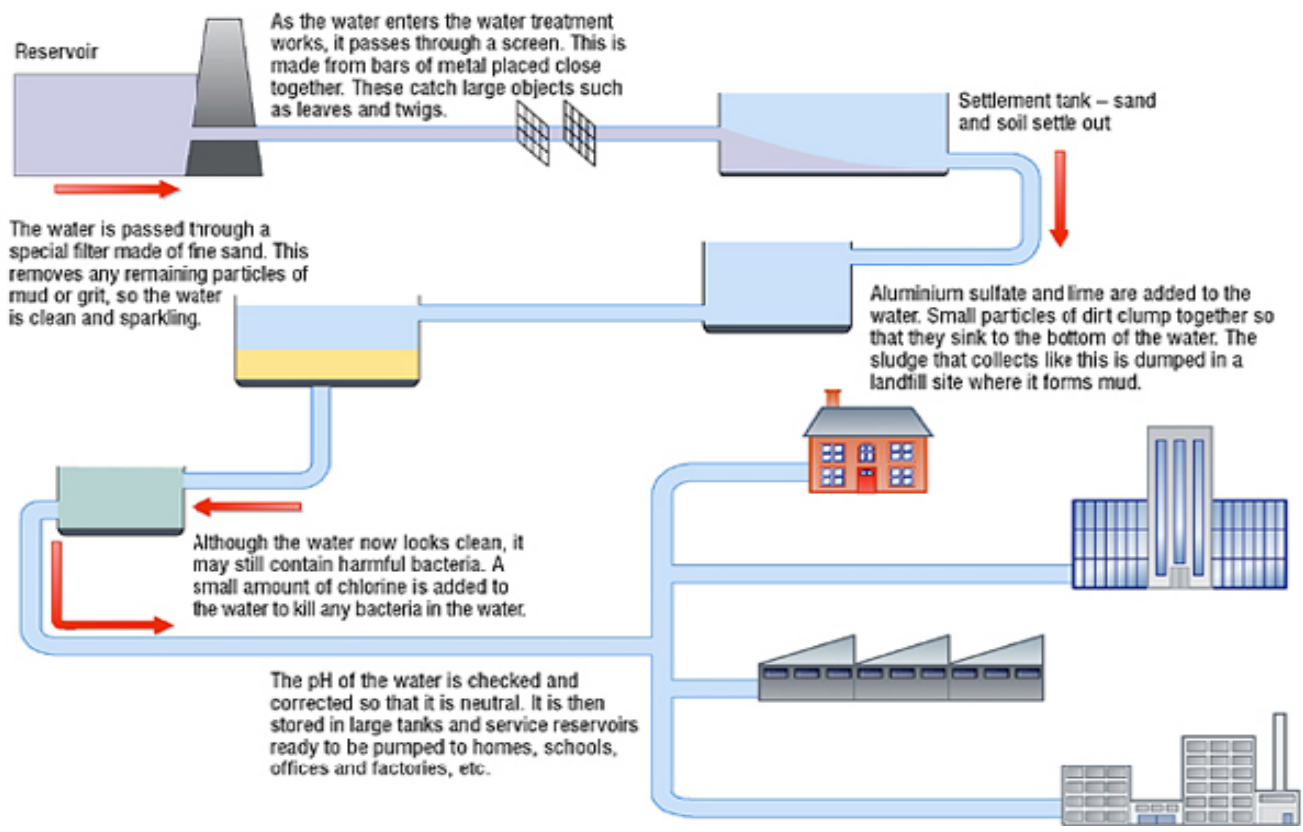 Reservoir
As the water enters the water treatment
works, it passes through a screen. This is
made from bars of metal placed close
together. These catch large objects such
as leaves and twigs.
Settlement tank – sand
and soil settle out
Aluminium sulfate and lime are added to the
water. Small particles of dirt clump together so
that they sink to the bottom of the water. The
sludge that collects like this is dumped in a
landfill site where it forms mud.
The water is passed through a
special filter made of fine sand. This
removes any remaining particles of
mud or grit, so the water
is clean and sparkling.
Although the water now looks clean, it
may still contain harmful bacteria. A
small amount of chlorine is added to
the water to kill any bacteria in the water.
The pH of the water is checked and
corrected so that it is neutral. It is then
stored in large tanks and service reservoirs
ready to be pumped to homes, schools,
offices and factories, etc.